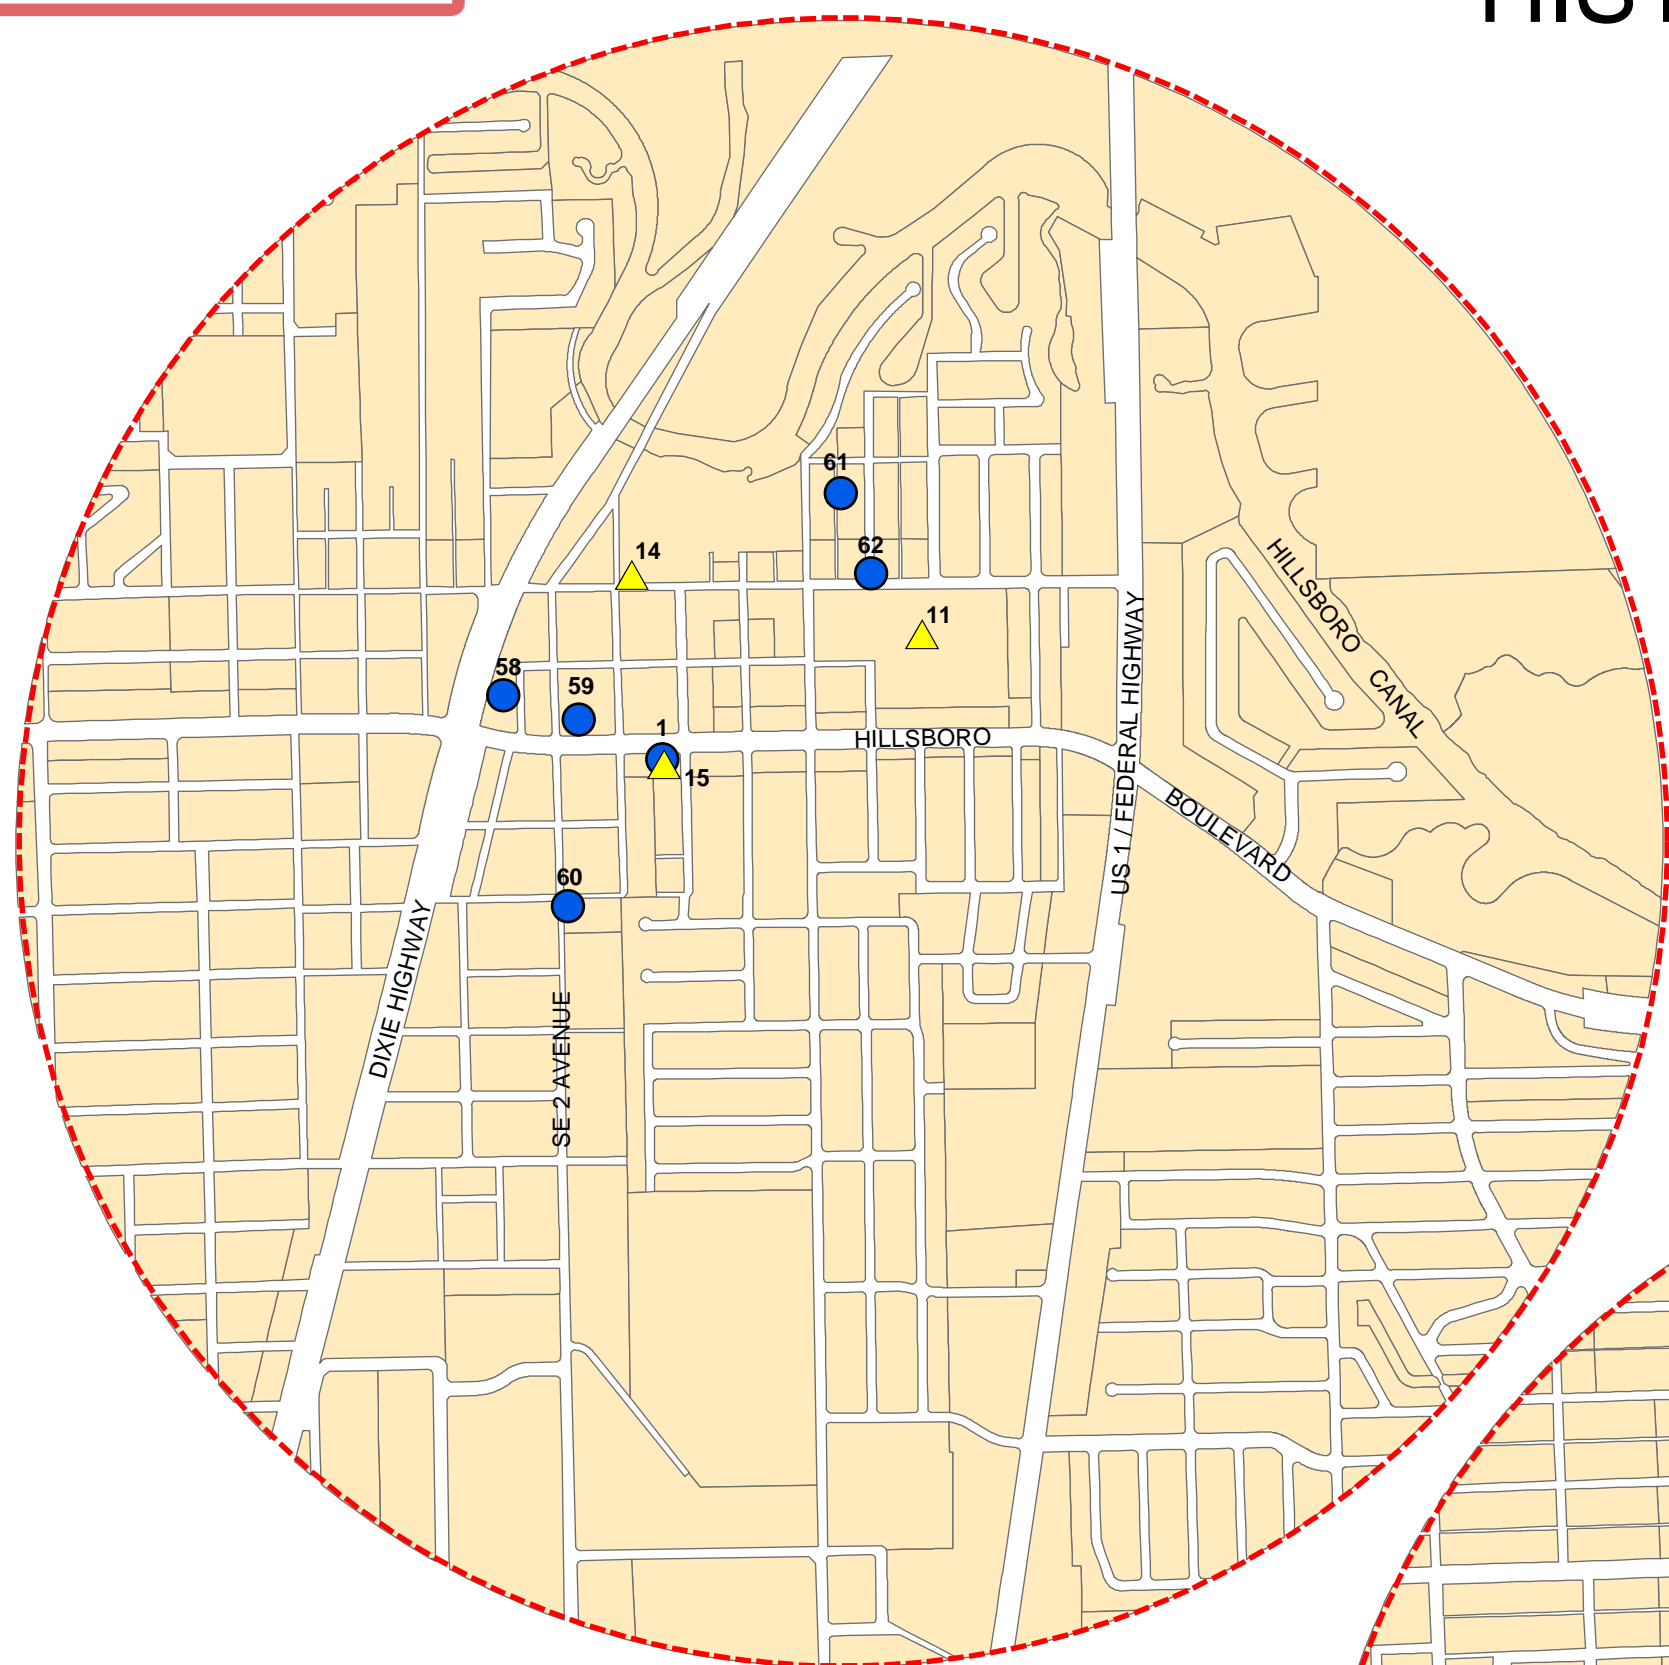 61
62
14
11
58
59
1
15
60
HILLSBORO
BOULEVARD
HILLSBORO CANAL
US 1 / FEDERAL HIGHWAY
DIXIE HIGHWAY
SE 2 AVENUE